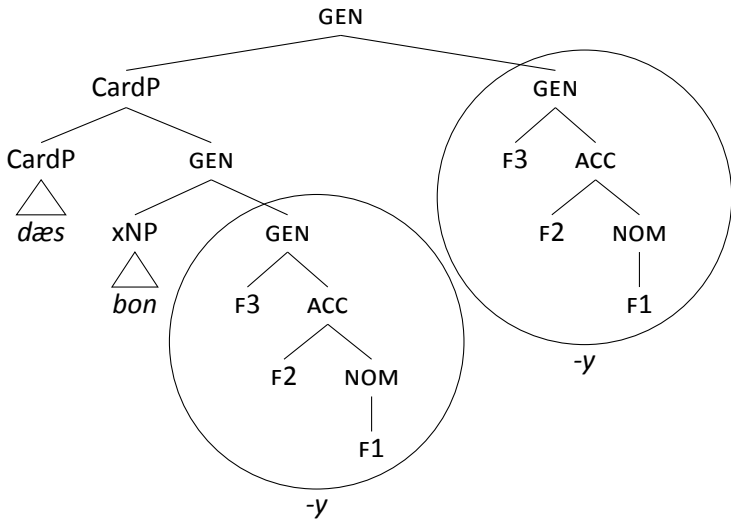 GEN
CardP GEN
CardP GEN F3 ACC
dæs xNP GEN F2 NOM
bon F3 ACC F1
F2 NOM -y
F1
-y